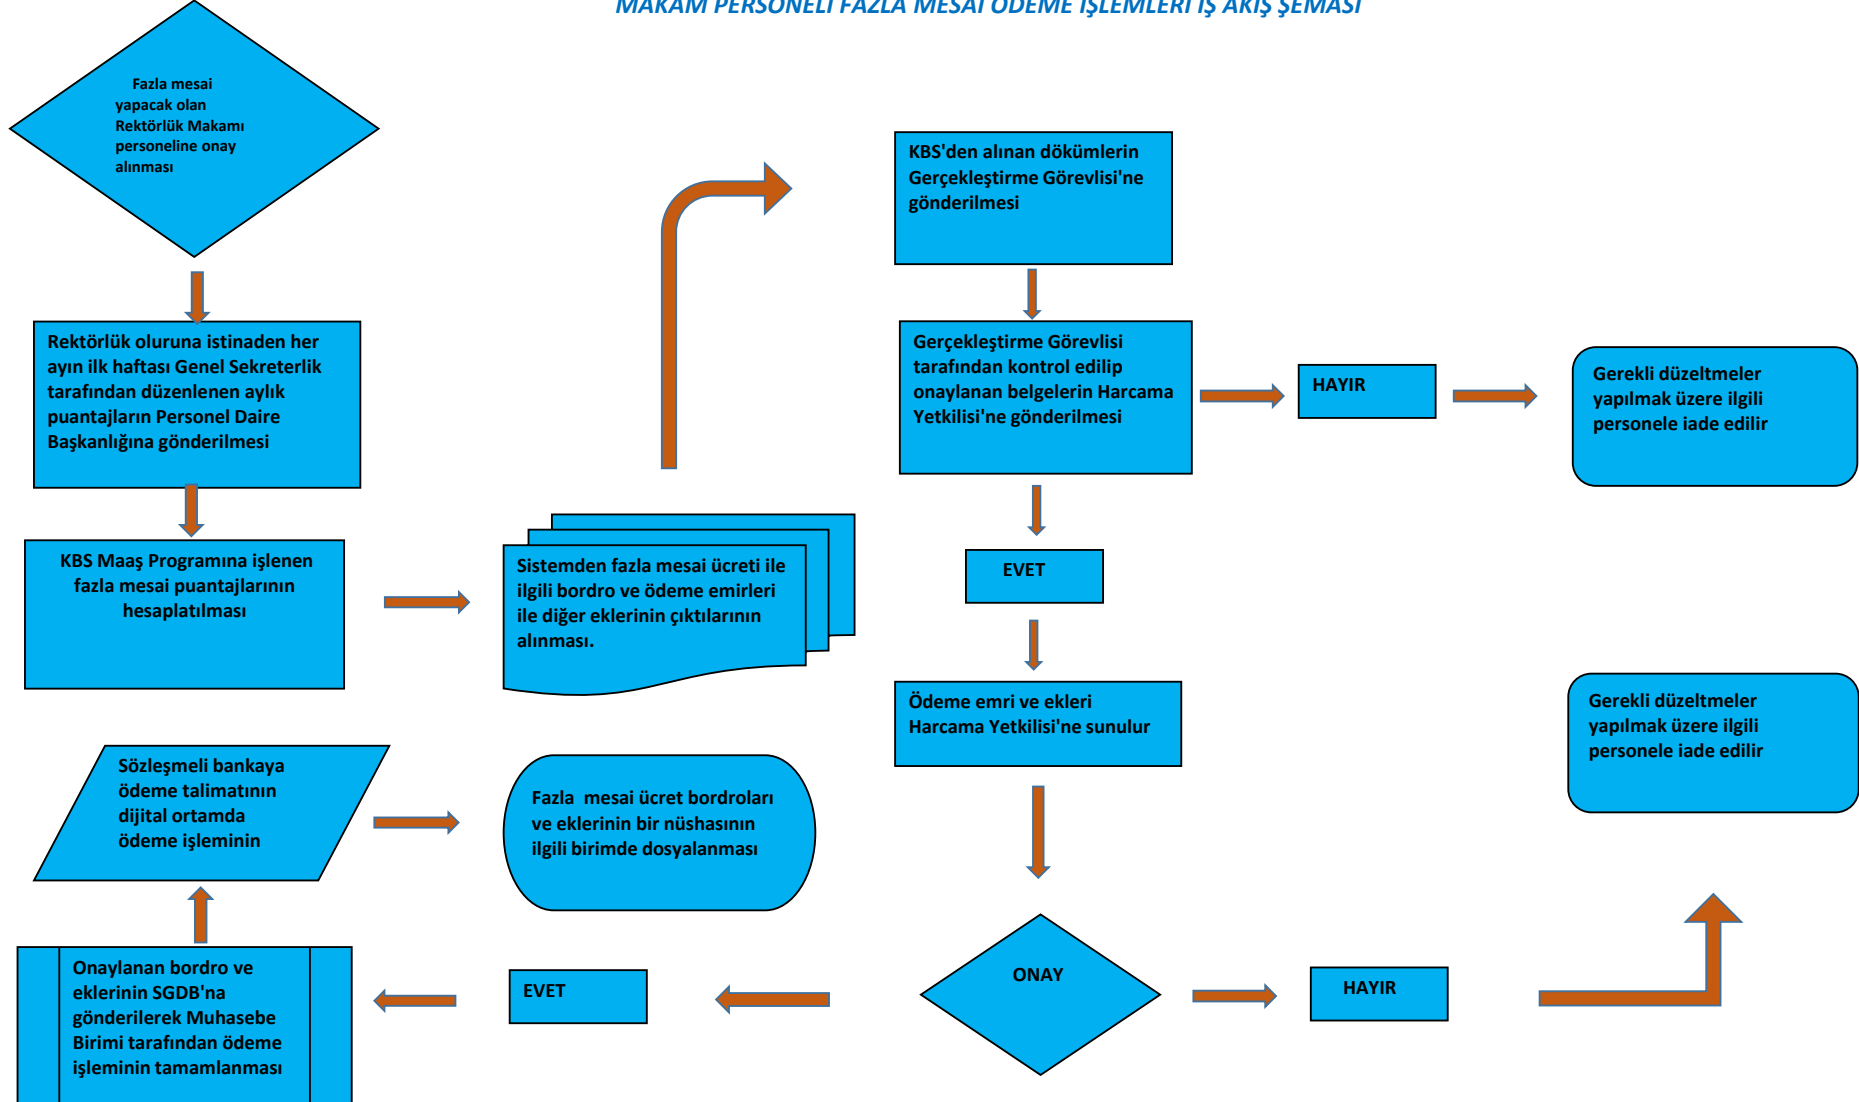 MAKAM PERSONELİ FAZLA MESAİ ÖDEME İŞLEMLERİ İŞ AKIŞ ŞEMASI
Fazla mesai
yapacak olan
Rektörlük Makamı
personeline onay
alınması
Rektörlük oluruna istinaden her
ayın ilk haftası Genel Sekreterlik
tarafından düzenlenen aylık
puantajların Personel Daire
Başkanlığına gönderilmesi
KBS Maaş Programına işlenen
fazla mesai puantajlarının
hesaplatılması
Sistemden fazla mesai ücreti ile
ilgili bordro ve ödeme emirleri
ile diğer eklerinin çıktılarının
alınması.
KBS'den alınan dökümlerin
Gerçekleştirme Görevlisi'ne
gönderilmesi
Gerçekleştirme Görevlisi
tarafından kontrol edilip
onaylanan belgelerin Harcama
Yetkilisi'ne gönderilmesi
HAYIR
Gerekli düzeltmeler
yapılmak üzere ilgili
personele iade edilir
EVET
Ödeme emri ve ekleri
Harcama Yetkilisi'ne sunulur
ONAY
HAYIR
Gerekli düzeltmeler
yapılmak üzere ilgili
personele iade edilir
EVET
Onaylanan bordro ve
eklerinin SGDB'na
gönderilerek Muhasebe
Birimi tarafından ödeme
işleminin tamamlanması
Sözleşmeli bankaya
ödeme talimatının
dijital ortamda
ödeme işleminin
Fazla  mesai ücret bordroları
ve eklerinin bir nüshasının
ilgili birimde dosyalanması